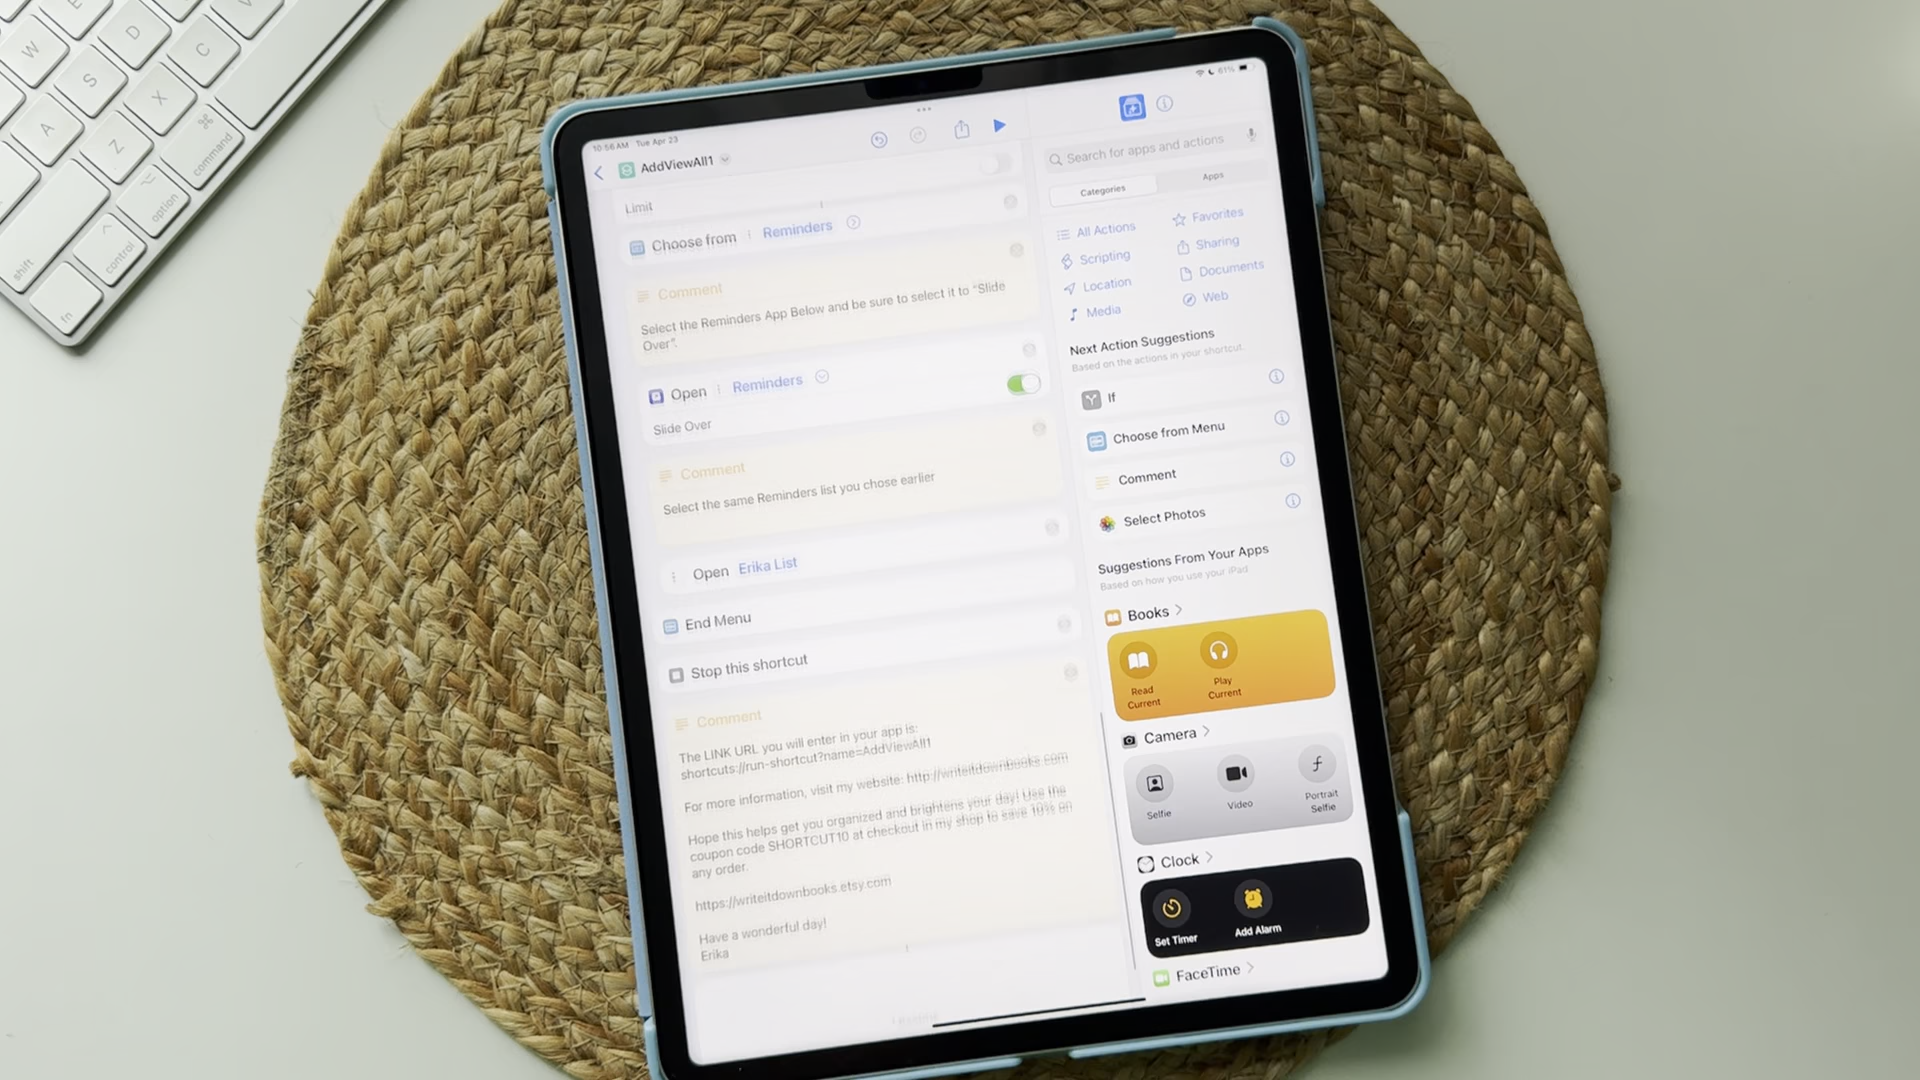 W
D
C
S
X
A
Z
⌘
command
⌥
option
^
control
shift
fn
10:56 AM Tue Apr 23
61%
AddViewAll1
Limit
Choose from Reminders
Comment
Select the Reminders App Below and be sure to select it to “Slide
Over”.
Open Reminders
Slide Over
Comment
Select the same Reminders list you chose earlier
Open Erika List
End Menu
Stop this shortcut
Comment
The LINK URL you will enter in your app is:
shortcuts://run-shortcut?name=AddViewAll1
For more information, visit my website: http://writeitdownbooks.com
Hope this helps get you organized and brightens your day! Use the
coupon code SHORTCUT10 at checkout in my shop to save 10% on
any order.
https://writeitdownbooks.etsy.com
Have a wonderful day!
Erika
Search for apps and actions
Categories Apps
All Actions Favorites
Scripting Sharing
Location Documents
Media Web
Next Action Suggestions
Based on the actions in your shortcut.
If
Choose from Menu
Comment
Select Photos
Suggestions From Your Apps
Based on how you use your iPad
Books >
Read
Current
Play
Current
Camera >
Selfie
Video
Portrait
Selfie
Clock >
Set Timer
Add Alarm
FaceTime >